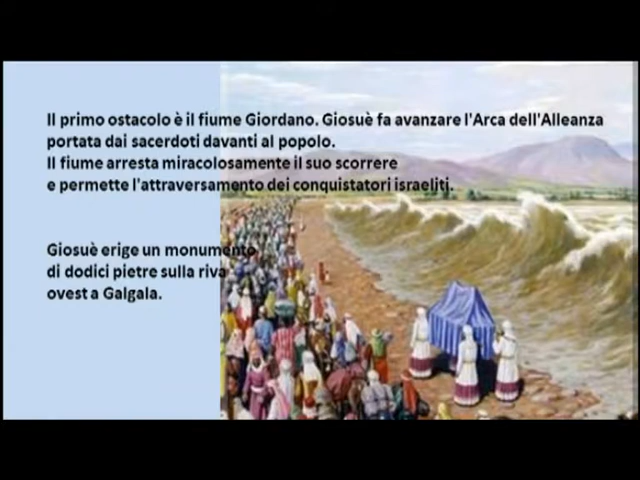 Il primo ostacolo è il fiume Giordano. Giosuè fa avanzare l'Arca dell'Alleanza
portata dai sacerdoti davanti al popolo.
Il fiume arresta miracolosamente il suo scorrere
e permette l'attraversamento dei conquistatori israeliti.
Giosuè erige un monumento
di dodici pietre sulla riva
ovest a Galgala.